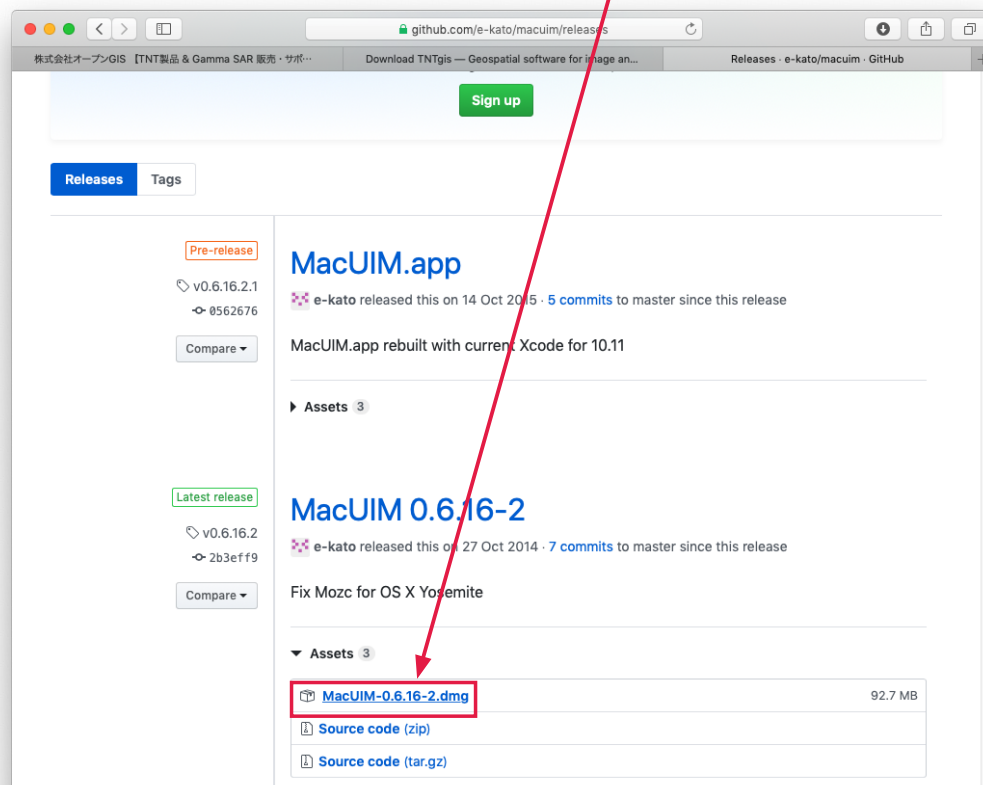 github.com/e-kato/macuim/releases
株式会社オープンGIS 【TNT製品 & Gamma SAR 販売・サポ…
Download TNTgis — Geospatial software for image an...
Releases · e-kato/macuim · GitHub
Sign up
Releases
Tags
Pre-release
v0.6.16.2.1
0562676
Compare
MacUIM.app
e-kato released this on 14 Oct 2015 · 5 commits to master since this release
MacUIM.app rebuilt with current Xcode for 10.11
Assets 3
Latest release
v0.6.16.2
2b3eff9
Compare
MacUIM 0.6.16-2
e-kato released this on 27 Oct 2014 · 7 commits to master since this release
Fix Mozc for OS X Yosemite
Assets 3
MacUIM-0.6.16-2.dmg
92.7 MB
Source code (zip)
Source code (tar.gz)